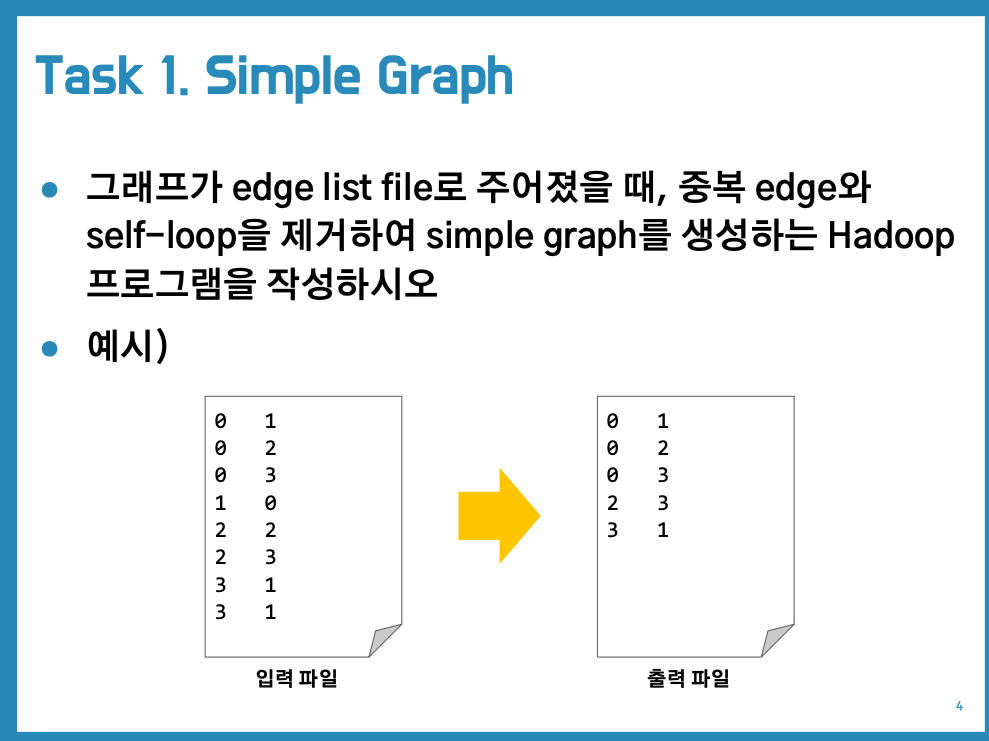 Task 1. Simple Graph
● 그래프가 edge list file로 주어졌을 때, 중복 edge와
self-loop을 제거하여 simple graph를 생성하는 Hadoop
프로그램을 작성하시오
● 예시)
0 1
0 2
0 3
1 0
2 2
2 3
3 1
3 1
입력 파일
0 1
0 2
0 3
2 3
3 1
출력 파일
4